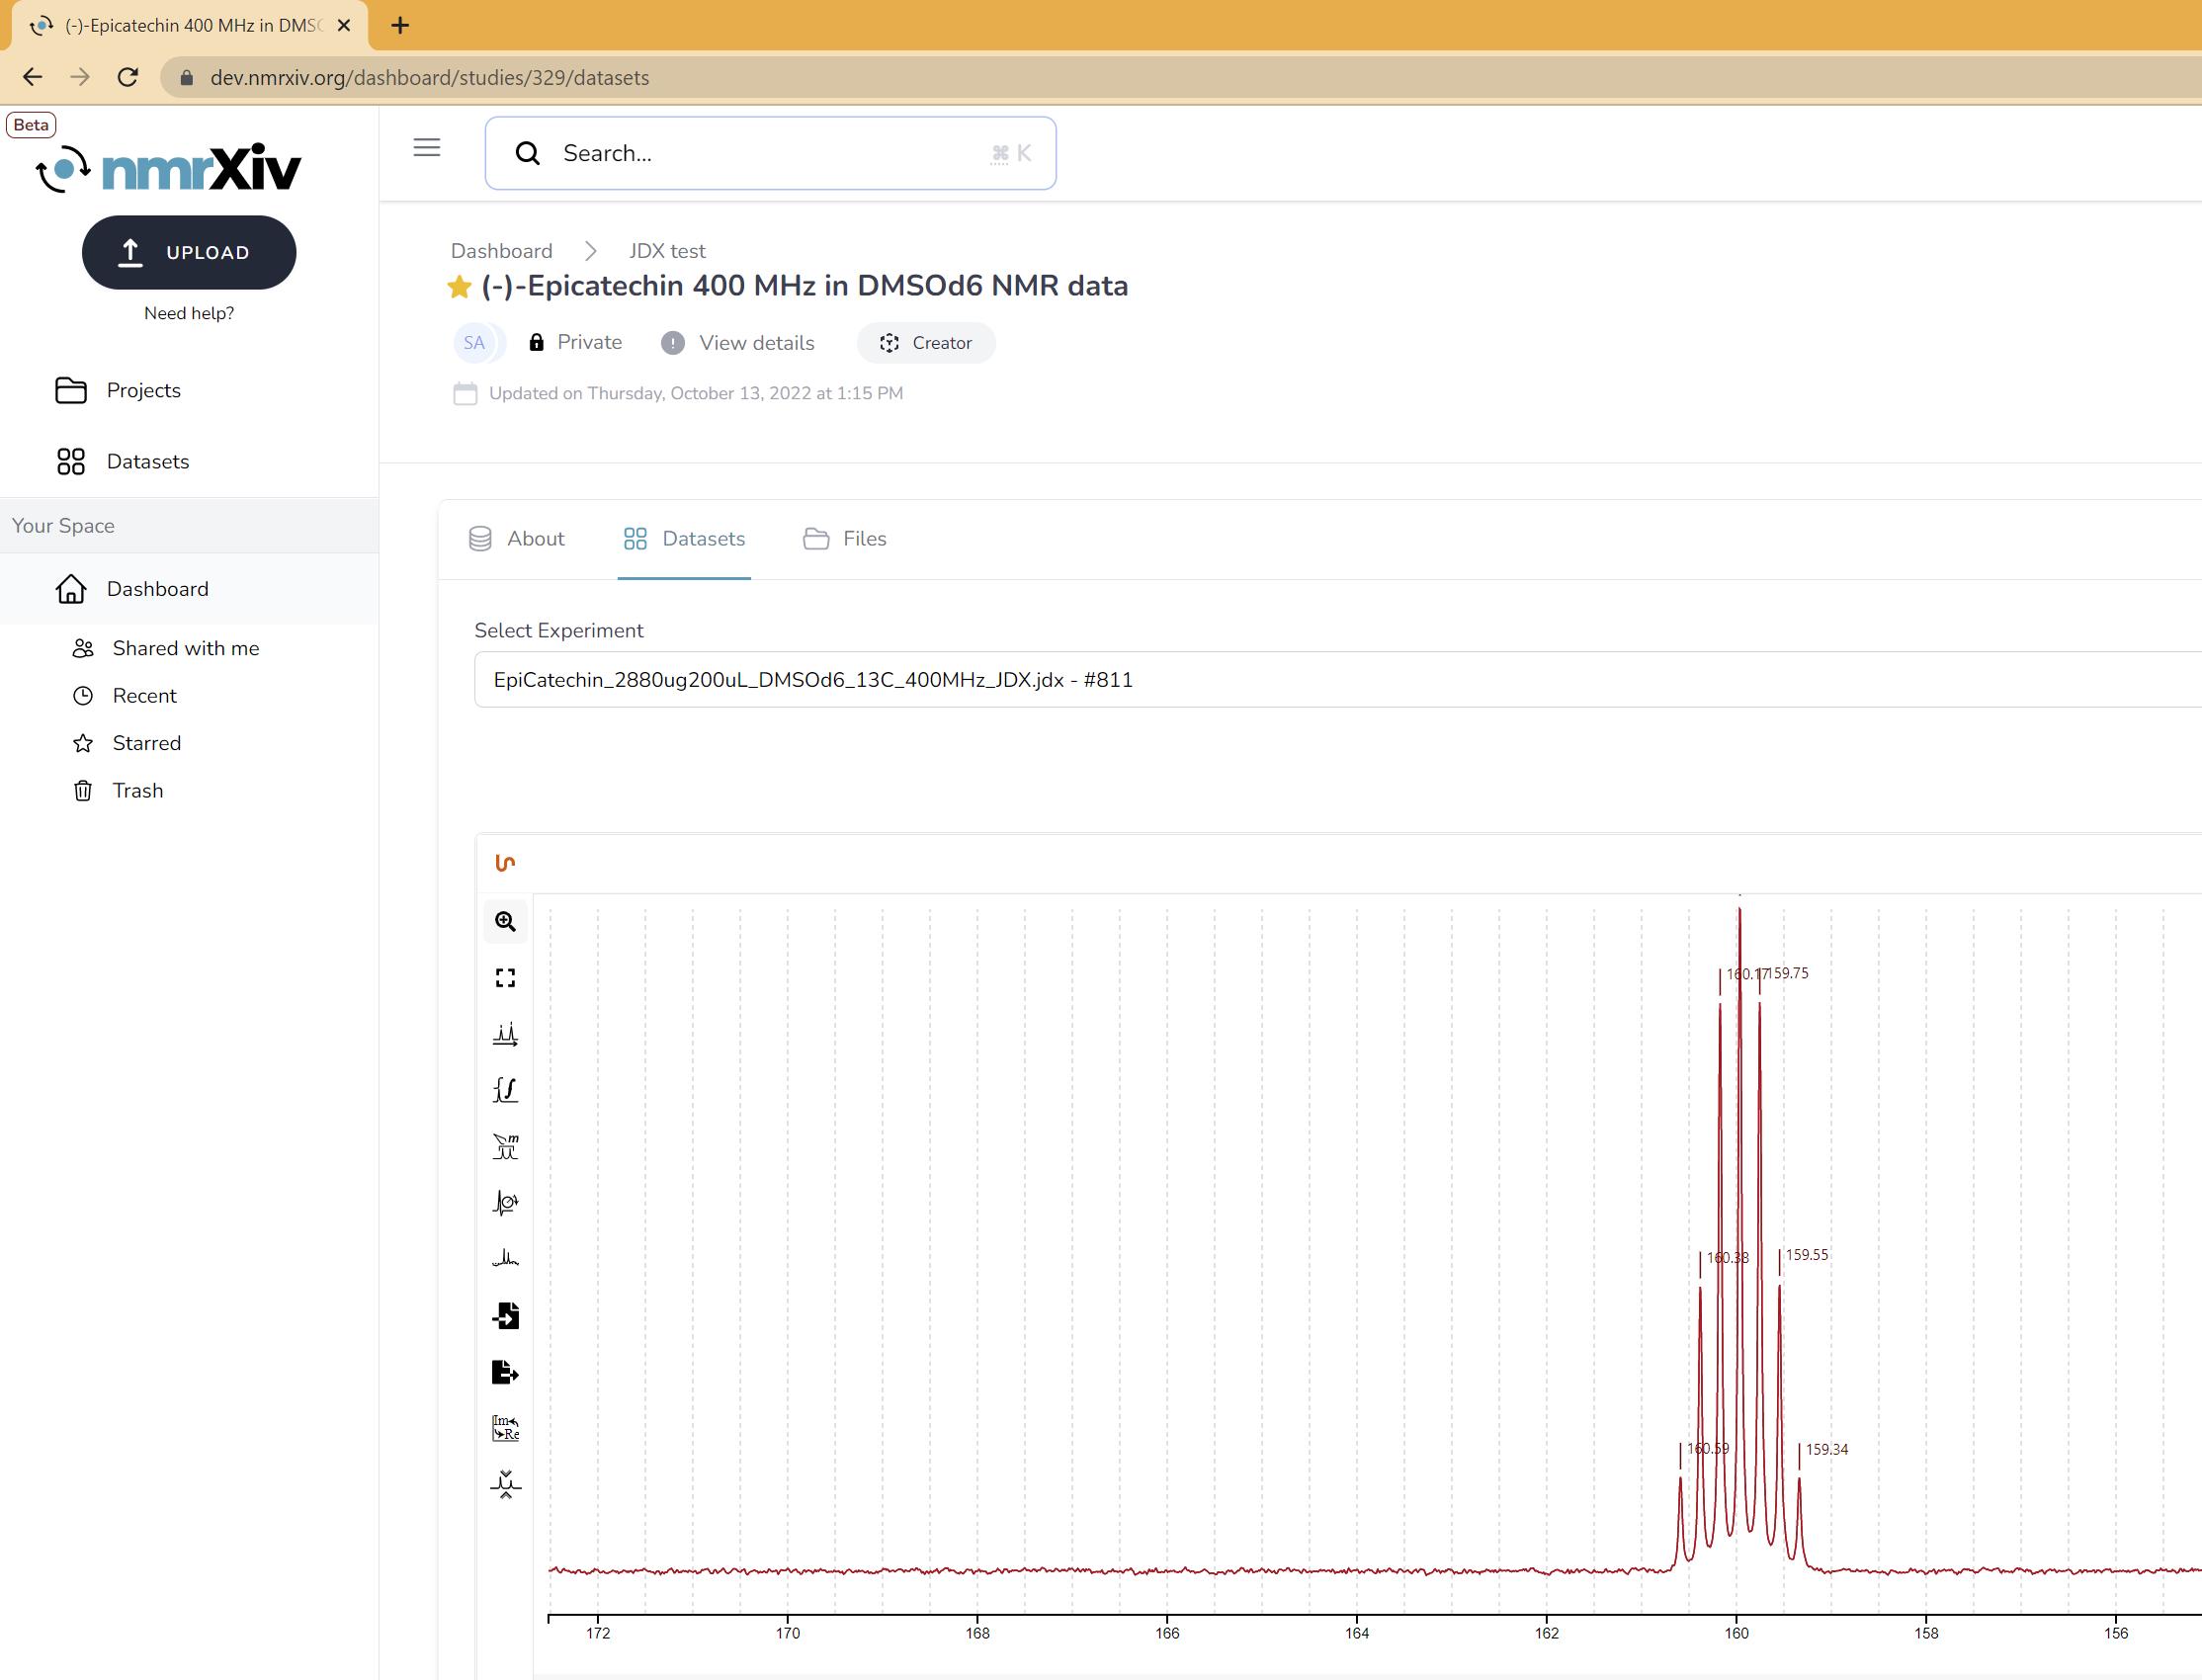 (-)-Epicatechin 400 MHz in DMSO
dev.nmrxiv.org/dashboard/studies/329/datasets
Beta
nmrXiv
UPLOAD
Need help?
Projects
Datasets
Your Space
Dashboard
Shared with me
Recent
Starred
Trash
Search...
⌘ K
Dashboard
JDX test
(-)-Epicatechin 400 MHz in DMSOd6 NMR data
SA
Private
View details
Creator
Updated on Thursday, October 13, 2022 at 1:15 PM
About
Datasets
Files
Select Experiment
EpiCatechin_2880ug200uL_DMSOd6_13C_400MHz_JDX.jdx - #811
m
Im
Re
160.17
159.75
160.38
159.55
160.59
159.34
172
170
168
166
164
162
160
158
156